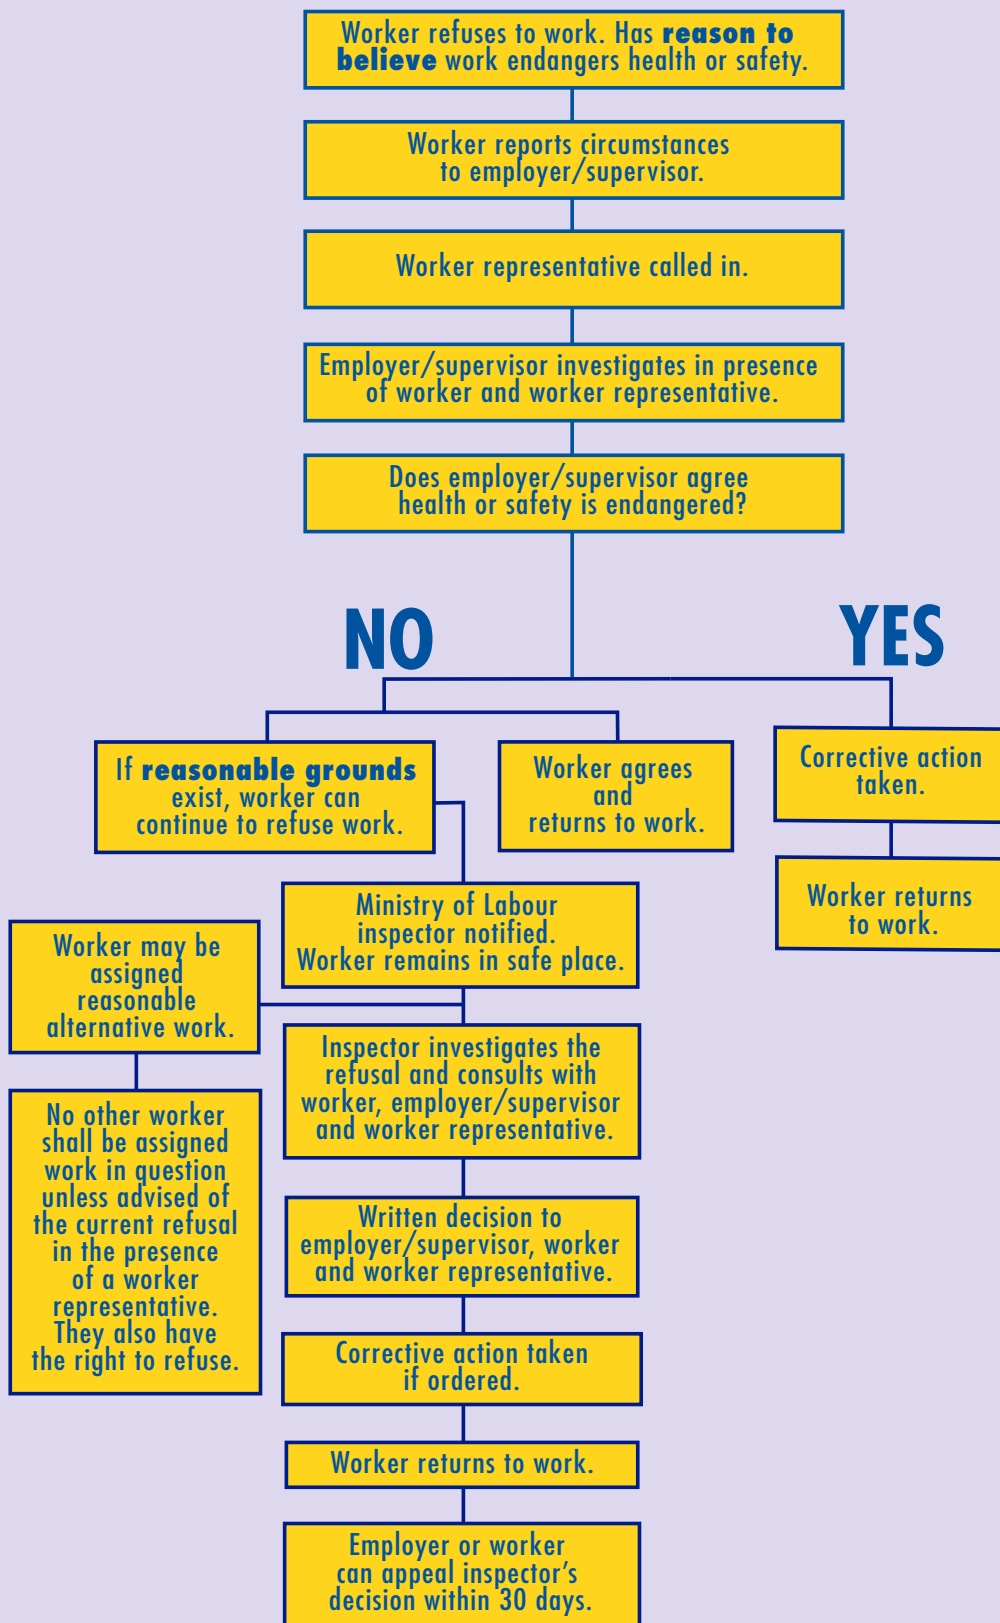 Worker refuses to work. Has reason to
believe work endangers health or safety.
Worker reports circumstances
to employer/supervisor.
Worker representative called in.
Employer/supervisor investigates in presence
of worker and worker representative.
Does employer/supervisor agree
health or safety is endangered?
NO
YES
If reasonable grounds
exist, worker can
continue to refuse work.
Worker agrees
and
returns to work.
Corrective action
taken.
Worker returns
to work.
Ministry of Labour
inspector notified.
Worker remains in safe place.
Worker may be
assigned
reasonable
alternative work.
No other worker
shall be assigned
work in question
unless advised of
the current refusal
in the presence
of a worker
representative.
They also have
the right to refuse.
Inspector investigates the
refusal and consults with
worker, employer/supervisor
and worker representative.
Written decision to
employer/supervisor, worker
and worker representative.
Corrective action taken
if ordered.
Worker returns to work.
Employer or worker
can appeal inspector's
decision within 30 days.